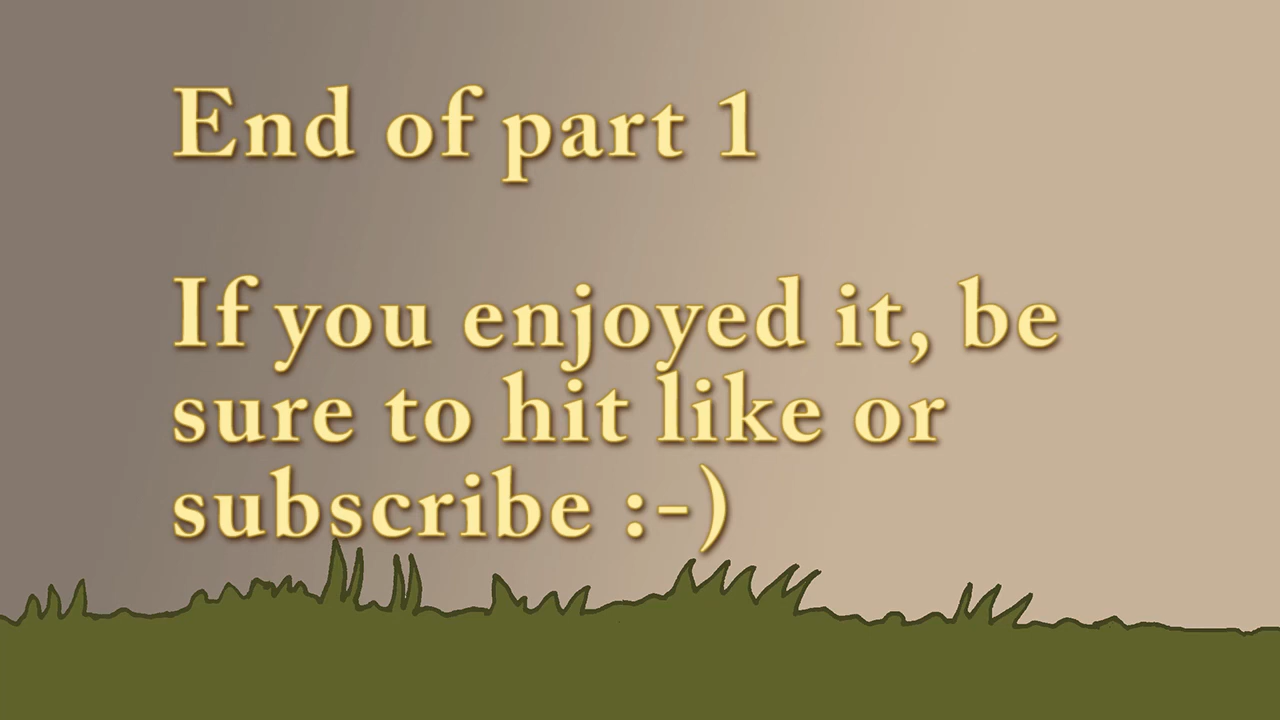 End of part 1
If you enjoyed it, be
sure to hit like or
subscribe :-)